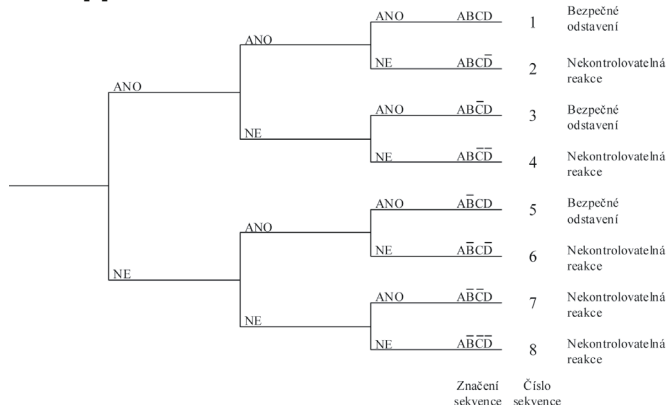 ANO ABCD 1 Bezpečné
odstavení
ANO
NE ABCD̅ 2 Nekontrolovatelná
reakce
ANO
ANO ABC̅D 3 Bezpečné
odstavení
NE
NE ABC̅D̅ 4 Nekontrolovatelná
reakce
ANO AB̅CD 5 Bezpečné
odstavení
ANO
NE AB̅CD̅ 6 Nekontrolovatelná
reakce
NE
ANO AB̅C̅D 7 Nekontrolovatelná
reakce
NE
NE AB̅C̅D̅ 8 Nekontrolovatelná
reakce
Značení Číslo
sekvence sekvence